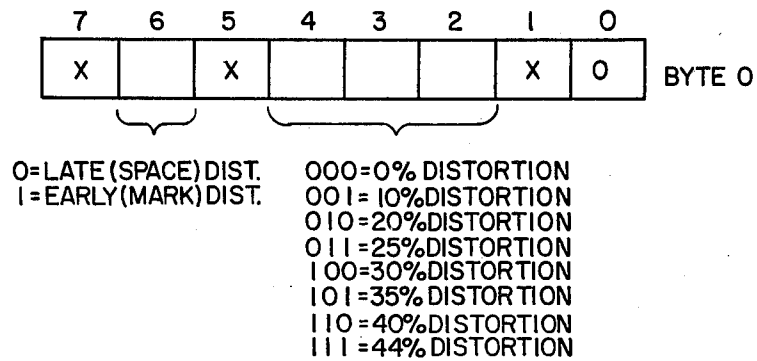 7 6 5 4 3 2 1 0
X X X 0 BYTE 0
0=LATE(SPACE)DIST. 000=0% DISTORTION
1=EARLY(MARK)DIST. 001=10%DISTORTION
010=20%DISTORTION
011=25%DISTORTION
100=30%DISTORTION
101=35%DISTORTION
110=40%DISTORTION
111=44%DISTORTION